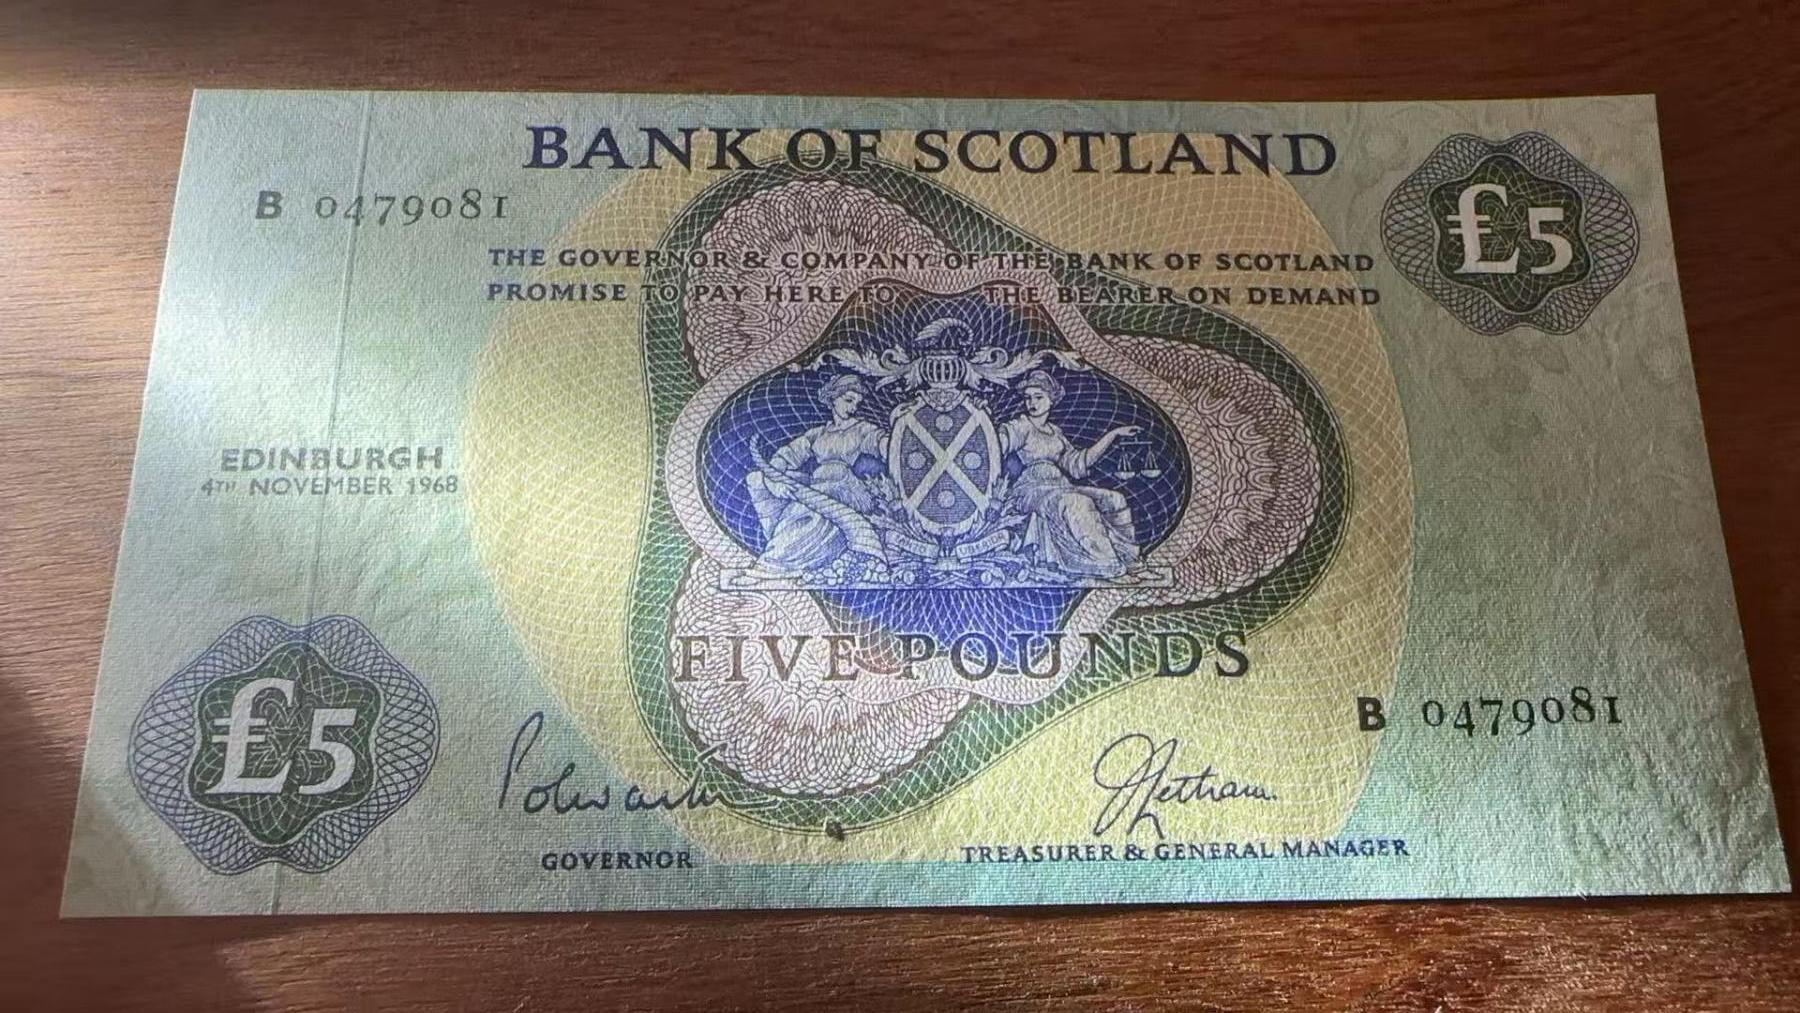 BANK OF SCOTLAND
£5
B 0479081
THE GOVERNOR & COMPANY OF THE BANK OF SCOTLAND
PROMISE TO PAY HERE TO THE BEARER ON DEMAND
EDINBURGH
4TH NOVEMBER 1968
FIVE POUNDS
£5
B 0479081
Polwarth
GOVERNOR
TREASURER & GENERAL MANAGER